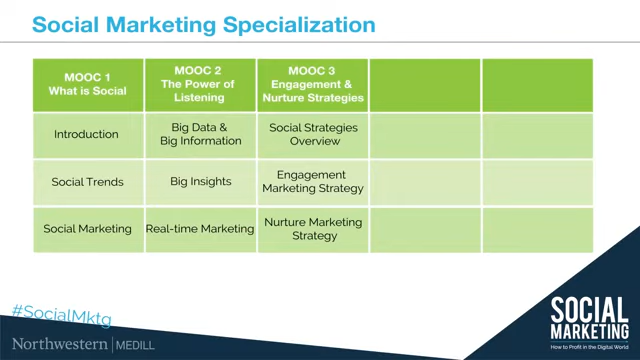 Social Marketing Specialization
MOOC 1
What is Social
MOOC 2
The Power of
Listening
MOOC 3
Engagement &
Nurture Strategies
Introduction
Big Data &
Big Information
Social Strategies
Overview
Social Trends
Big Insights
Engagement
Marketing Strategy
Social Marketing
Real-time Marketing
Nurture Marketing
Strategy
#SocialMktg
Northwestern | MEDILL
SOCIAL
MARKETING
How to Profit in the Digital World